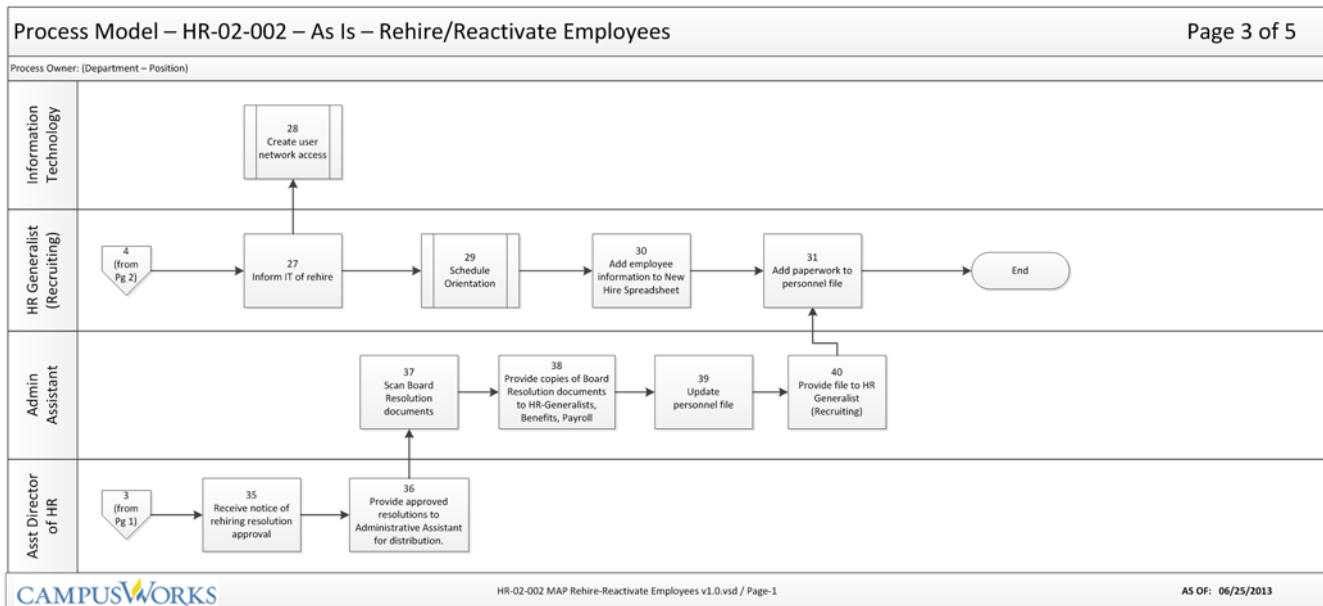 Process Model – HR-02-002 – As Is – Rehire/Reactivate Employees
Page 3 of 5
Process Owner: (Department – Position)
Information
Technology
28
Create user
network access
HR Generalist
(Recruiting)
4
(from
Pg 2)
27
Inform IT of rehire
29
Schedule
Orientation
30
Add employee
information to New
Hire Spreadsheet
31
Add paperwork to
personnel file
End
Admin
Assistant
37
Scan Board
Resolution
documents
38
Provide copies of Board
Resolution documents
to HR-Generalists,
Benefits, Payroll
39
Update
personnel file
40
Provide file to HR
Generalist
(Recruiting)
Asst Director
of HR
3
(from
Pg 1)
35
Receive notice of
rehiring resolution
approval
36
Provide approved
resolutions to
Administrative Assistant
for distribution.
CAMPUSWORKS
HR-02-002 MAP Rehire-Reactivate Employees v1.0.vsd / Page-1
AS OF: 06/25/2013